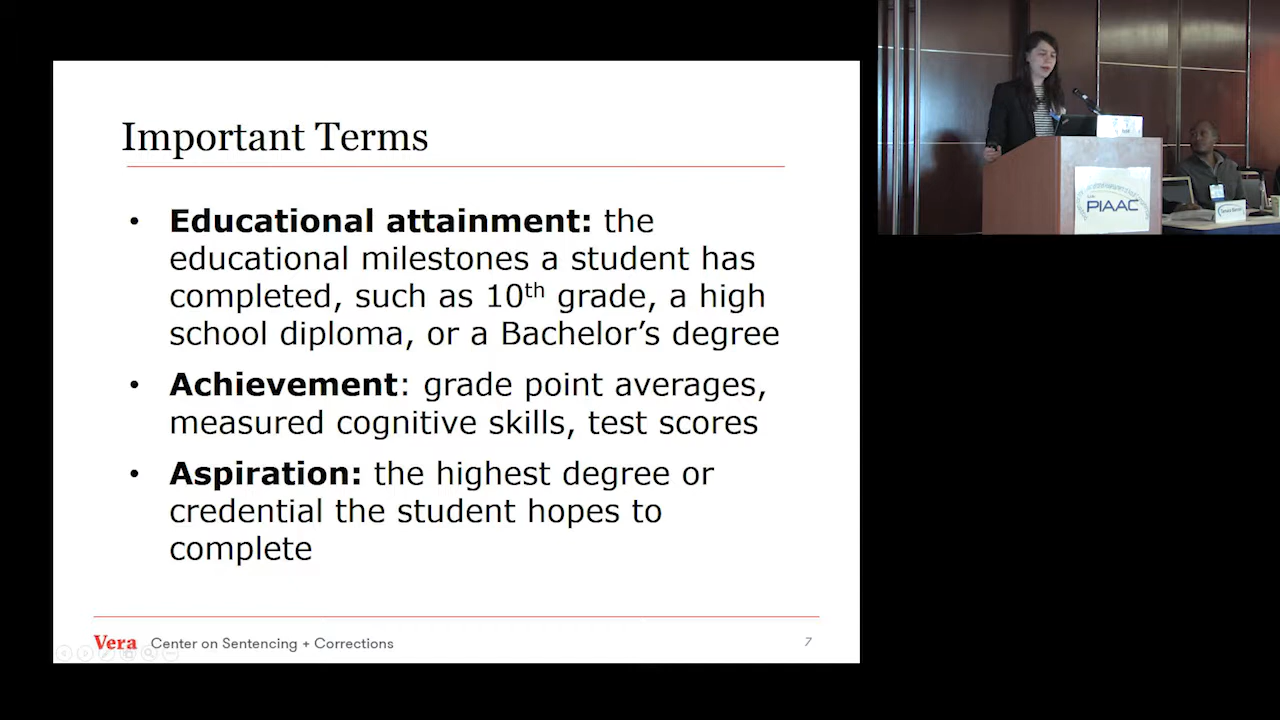 Important Terms
• Educational attainment: the
educational milestones a student has
completed, such as 10th grade, a high
school diploma, or a Bachelor's degree
• Achievement: grade point averages,
measured cognitive skills, test scores
• Aspiration: the highest degree or
credential the student hopes to
complete
Vera Center on Sentencing + Corrections
7
PIAAC